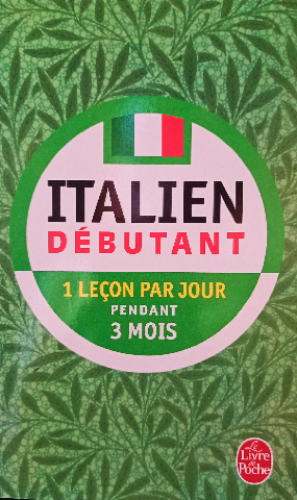 ITALIEN
DÉBUTANT
1 LEÇON PAR JOUR
PENDANT
3 MOIS
Le
Livre
de
Poche